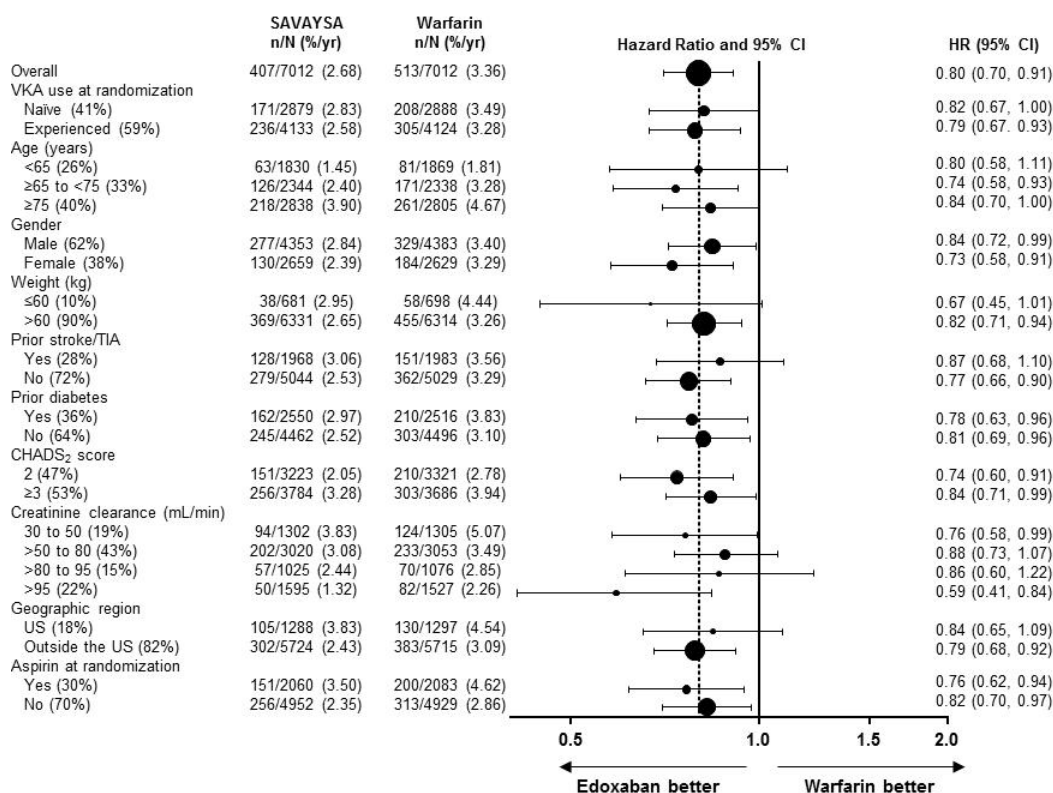 SAVAYSA Warfarin
n/N (%/yr) n/N (%/yr) Hazard Ratio and 95% CI HR (95% CI)
Overall 407/7012 (2.68) 513/7012 (3.36) 0.80 (0.70, 0.91)
VKA use at randomization
Naïve (41%) 171/2879 (2.83) 208/2888 (3.49) 0.82 (0.67, 1.00)
Experienced (59%) 236/4133 (2.58) 305/4124 (3.28) 0.79 (0.67. 0.93)
Age (years)
<65 (26%) 63/1830 (1.45) 81/1869 (1.81) 0.80 (0.58, 1.11)
≥65 to <75 (33%) 126/2344 (2.40) 171/2338 (3.28) 0.74 (0.58, 0.93)
≥75 (40%) 218/2838 (3.90) 261/2805 (4.67) 0.84 (0.70, 1.00)
Gender
Male (62%) 277/4353 (2.84) 329/4383 (3.40) 0.84 (0.72, 0.99)
Female (38%) 130/2659 (2.39) 184/2629 (3.29) 0.73 (0.58, 0.91)
Weight (kg)
≤60 (10%) 38/681 (2.95) 58/698 (4.44) 0.67 (0.45, 1.01)
>60 (90%) 369/6331 (2.65) 455/6314 (3.26) 0.82 (0.71, 0.94)
Prior stroke/TIA
Yes (28%) 128/1968 (3.06) 151/1983 (3.56) 0.87 (0.68, 1.10)
No (72%) 279/5044 (2.53) 362/5029 (3.29) 0.77 (0.66, 0.90)
Prior diabetes
Yes (36%) 162/2550 (2.97) 210/2516 (3.83) 0.78 (0.63, 0.96)
No (64%) 245/4462 (2.52) 303/4496 (3.10) 0.81 (0.69, 0.96)
CHADS₂ score
2 (47%) 151/3223 (2.05) 210/3321 (2.78) 0.74 (0.60, 0.91)
≥3 (53%) 256/3784 (3.28) 303/3686 (3.94) 0.84 (0.71, 0.99)
Creatinine clearance (mL/min)
30 to 50 (19%) 94/1302 (3.83) 124/1305 (5.07) 0.76 (0.58, 0.99)
>50 to 80 (43%) 202/3020 (3.08) 233/3053 (3.49) 0.88 (0.73, 1.07)
>80 to 95 (15%) 57/1025 (2.44) 70/1076 (2.85) 0.86 (0.60, 1.22)
>95 (22%) 50/1595 (1.32) 82/1527 (2.26) 0.59 (0.41, 0.84)
Geographic region
US (18%) 105/1288 (3.83) 130/1297 (4.54) 0.84 (0.65, 1.09)
Outside the US (82%) 302/5724 (2.43) 383/5715 (3.09) 0.79 (0.68, 0.92)
Aspirin at randomization
Yes (30%) 151/2060 (3.50) 200/2083 (4.62) 0.76 (0.62, 0.94)
No (70%) 256/4952 (2.35) 313/4929 (2.86) 0.82 (0.70, 0.97)
0.5 1.0 1.5 2.0
Edoxaban better Warfarin better